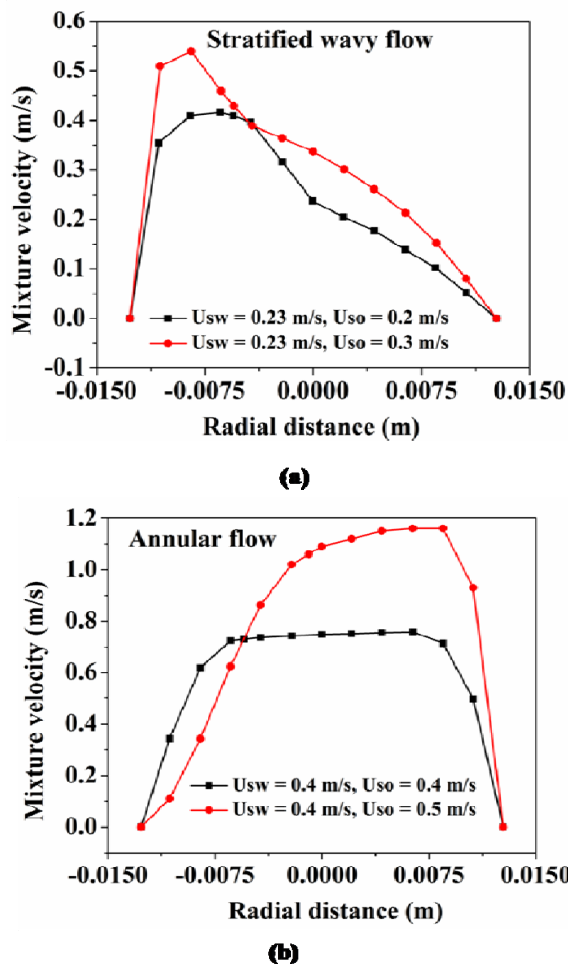 Stratified wavy flow
Mixture velocity (m/s)
0.6
0.5
0.4
0.3
0.2
0.1
0.0
-0.1
Usw = 0.23 m/s, Uso = 0.2 m/s
Usw = 0.23 m/s, Uso = 0.3 m/s
-0.0150 -0.0075 0.0000 0.0075 0.0150
Radial distance (m)
(a)
Annular flow
Mixture velocity (m/s)
1.2
1.0
0.8
0.6
0.4
0.2
0.0
Usw = 0.4 m/s, Uso = 0.4 m/s
Usw = 0.4 m/s, Uso = 0.5 m/s
-0.0150 -0.0075 0.0000 0.0075 0.0150
Radial distance (m)
(b)